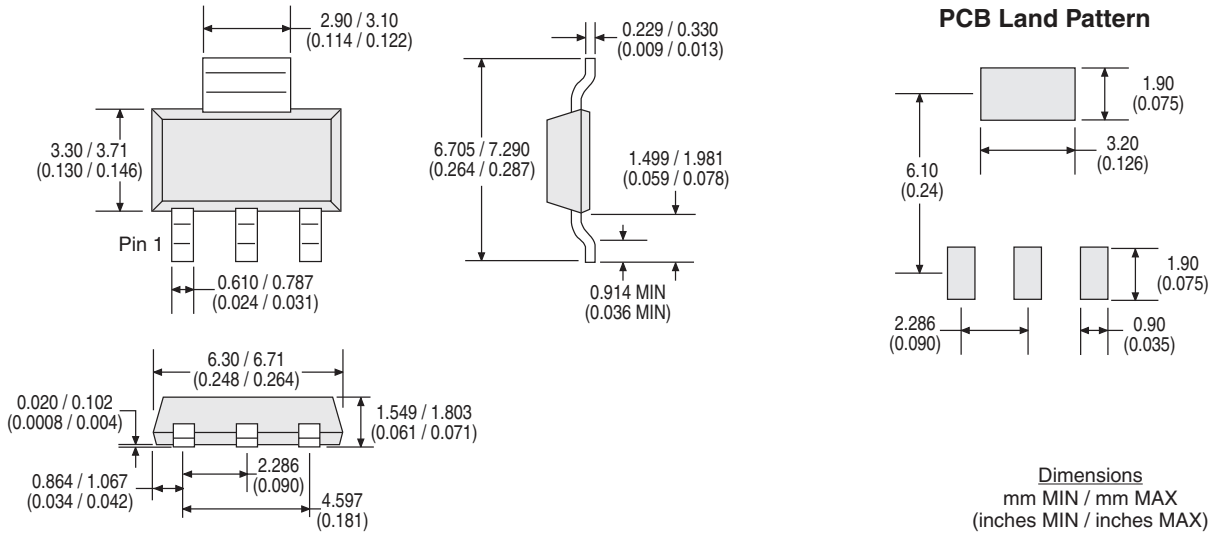 2.90 / 3.10
(0.114 / 0.122)
3.30 / 3.71
(0.130 / 0.146)
Pin 1
0.610 / 0.787
(0.024 / 0.031)
0.229 / 0.330
(0.009 / 0.013)
6.705 / 7.290
(0.264 / 0.287)
1.499 / 1.981
(0.059 / 0.078)
0.914 MIN
(0.036 MIN)
PCB Land Pattern
1.90
(0.075)
3.20
(0.126)
6.10
(0.24)
1.90
(0.075)
2.286
(0.090)
0.90
(0.035)
6.30 / 6.71
(0.248 / 0.264)
0.020 / 0.102
(0.0008 / 0.004)
1.549 / 1.803
(0.061 / 0.071)
0.864 / 1.067
(0.034 / 0.042)
2.286
(0.090)
4.597
(0.181)
Dimensions
mm MIN / mm MAX
(inches MIN / inches MAX)